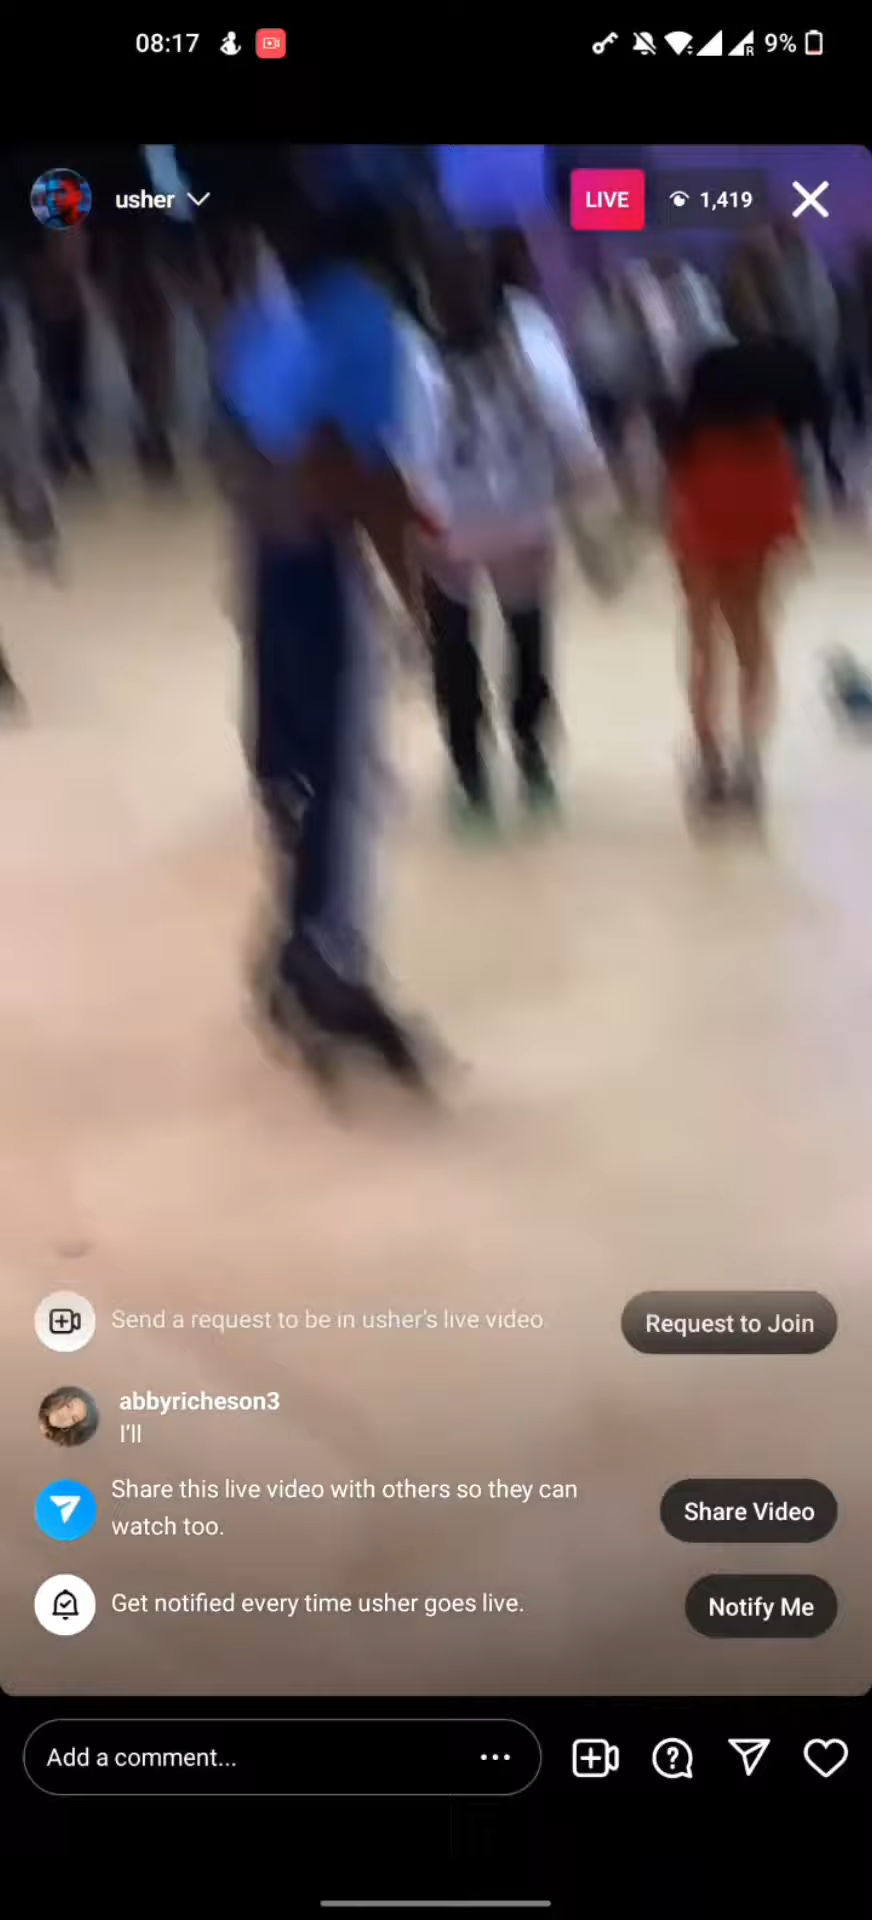 08:17
R 9%
usher
LIVE 1,419
Send a request to be in usher's live video.
Request to Join
abbyricheson3
I'll
Share this live video with others so they can
watch too.
Share Video
Get notified every time usher goes live.
Notify Me
Add a comment...